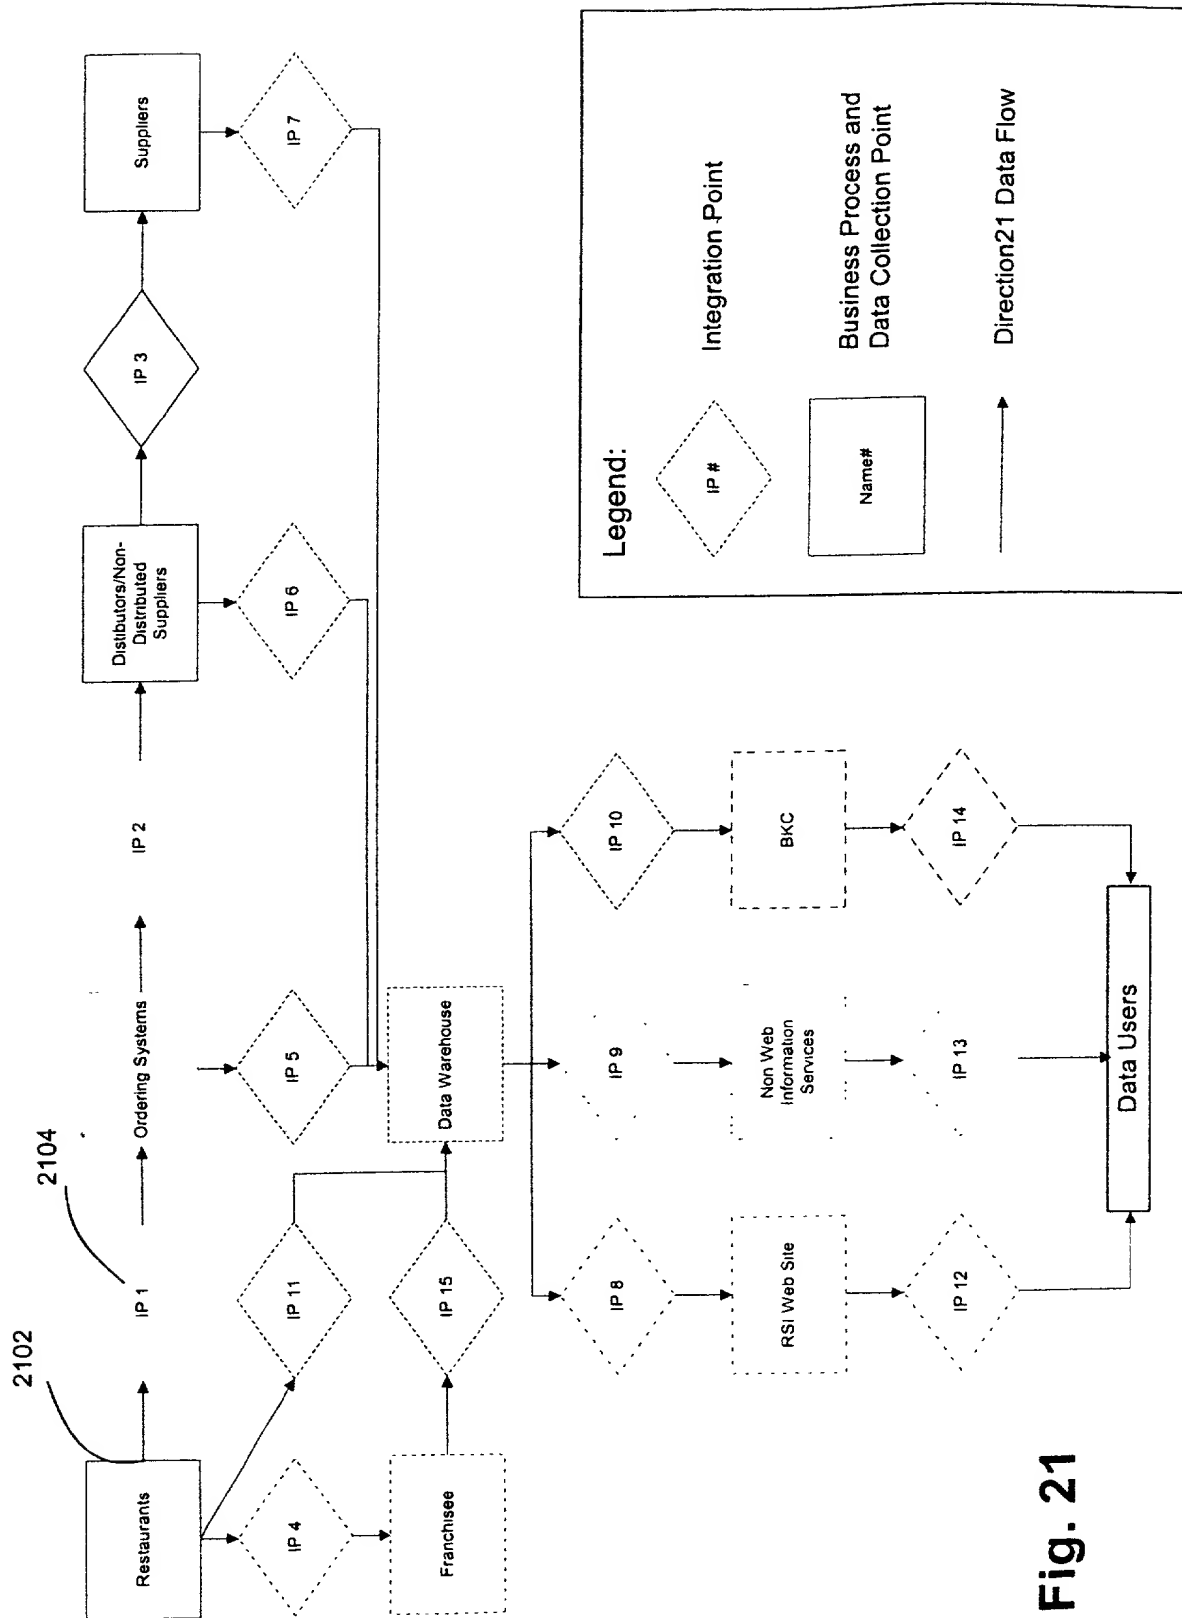 2102
2104
Restaurants
IP 1
Ordering Systems
IP 2
Distibutors/Non-
Distributed
Suppliers
IP 3
Suppliers
IP 4
IP 11
IP 5
IP 6
IP 7
Franchisee
IP 15
Data Warehouse
IP 8
IP 9
IP 10
RSI Web Site
Non Web
Information
Services
BKC
IP 12
IP 13
IP 14
Data Users
Legend:
IP #
Integration Point
Name#
Business Process and
Data Collection Point
Direction21 Data Flow
Fig. 21